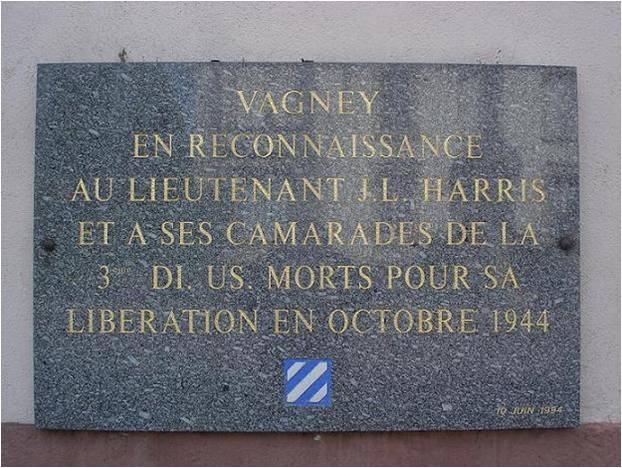 VAGNEY
EN RECONNAISSANCE
AU LIEUTENANT J.L. HARRIS
ET A SES CAMARADES DE LA
3ème DI. US. MORTS POUR SA
LIBERATION EN OCTOBRE 1944
10 JUIN 1994